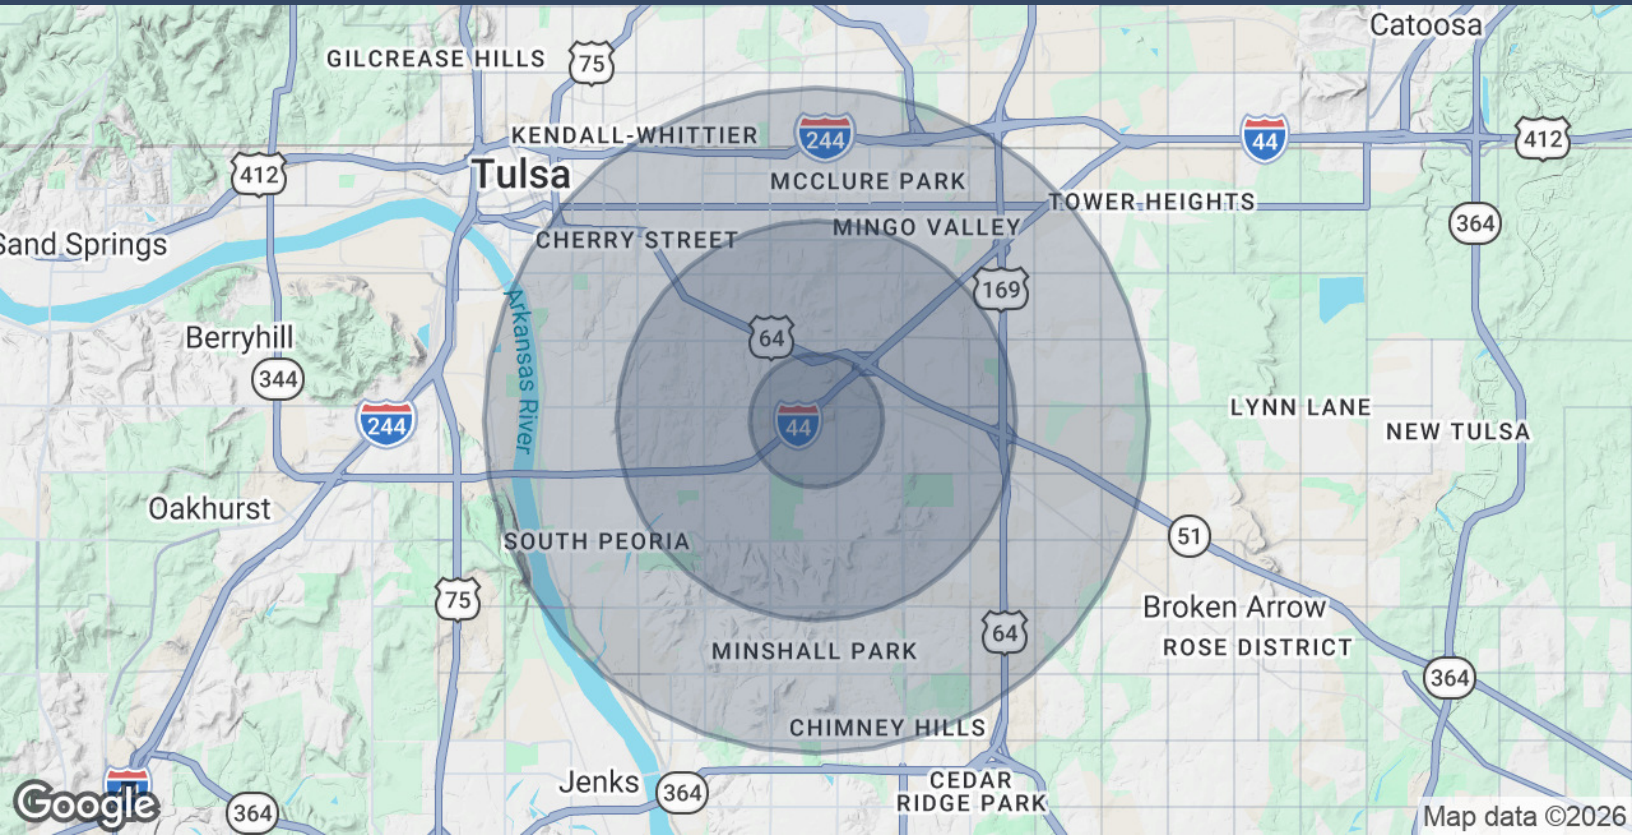 Catoosa
GILCREASE HILLS
75
KENDALL-WHITTIER
244
44
412
412
Tulsa
MCCLURE PARK
TOWER HEIGHTS
364
Sand Springs
CHERRY STREET
MINGO VALLEY
169
Arkansas River
Berryhill
64
344
LYNN LANE
244
44
NEW TULSA
Oakhurst
SOUTH PEORIA
51
75
Broken Arrow
64
MINSHALL PARK
ROSE DISTRICT
364
CHIMNEY HILLS
Jenks
364
CEDAR
RIDGE PARK
Google
364
Map data ©2026